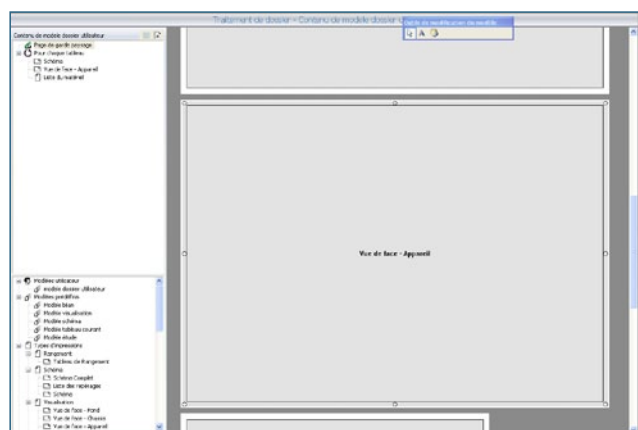 Traitement de dossier - Contenu de modèle dossier
Outils de modification de modèle
Contenu de modèle dossier utilisateur
A
Page de garde paysage
Pour chaque tableau
Schéma
Vue de face - Appareil
Liste du matériel
Vue de face - Appareil
Modèles utilisateur
modèle dossier utilisateur
Modèles prédéfinis
Modèle bilan
Modèle visualisation
Modèle schéma
Modèle tableau courant
Modèle étude
Types d'impressions
Rangement
Tableau de Rangement
Schéma
Schéma Complet
Liste des repérages
Schéma
Visualisation
Vue de face - Fond
Vue de face - Chassis
Vue de face - Appareil